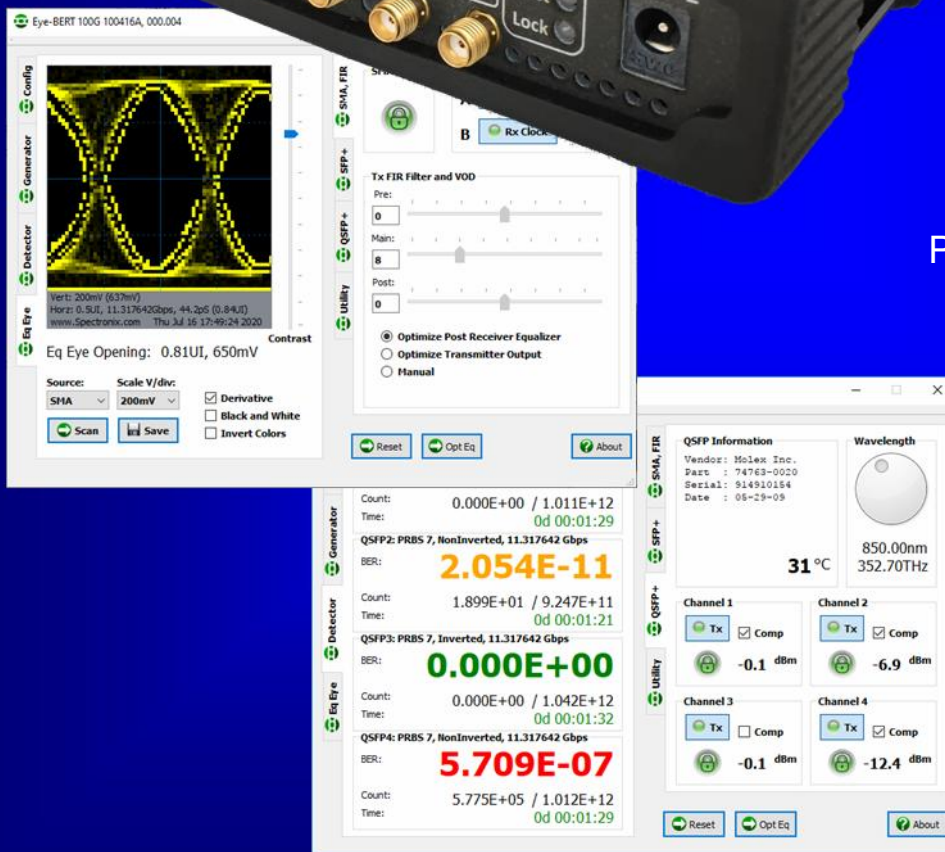 Eye-BERT 100G 100416A, 000.004
Lock
Config
Generator
Detector
Eq Eye
Vert: 200mV (637mV)
Horz: 0.5UI, 11.317642Gbps, 44.2pS (0.84UI)
www.Spectronix.com Thu Jul 16 17:49:24 2020
Contrast
Eq Eye Opening: 0.81UI, 650mV
Source: Scale V/div:
SMA 200mV
Derivative
Black and White
Invert Colors
Scan Save
SMA, FIR
SFP+
QSFP+
Utility
B Rx Clock
Tx FIR Filter and VOD
Pre:
0
Main:
8
Post:
0
Optimize Post Receiver Equalizer
Optimize Transmitter Output
Manual
Reset Opt Eq About
P
Generator
Detector
Eq Eye
Count: 0.000E+00 / 1.011E+12
Time: 0d 00:01:29
QSFP2: PRBS 7, NonInverted, 11.317642 Gbps
BER: 2.054E-11
Count: 1.899E+01 / 9.247E+11
Time: 0d 00:01:21
QSFP3: PRBS 7, Inverted, 11.317642 Gbps
BER: 0.000E+00
Count: 0.000E+00 / 1.042E+12
Time: 0d 00:01:32
QSFP4: PRBS 7, NonInverted, 11.317642 Gbps
BER: 5.709E-07
Count: 5.775E+05 / 1.012E+12
Time: 0d 00:01:29
SMA, FIR
SFP+
QSFP+
Utility
QSFP Information
Vendor: Molex Inc.
Part : 74763-0020
Serial: 914910154
Date : 05-29-09
31 °C
Wavelength
850.00nm
352.70THz
Channel 1
Tx Comp
-0.1 dBm
Channel 2
Tx Comp
-6.9 dBm
Channel 3
Tx Comp
-0.1 dBm
Channel 4
Tx Comp
-12.4 dBm
Reset Opt Eq About